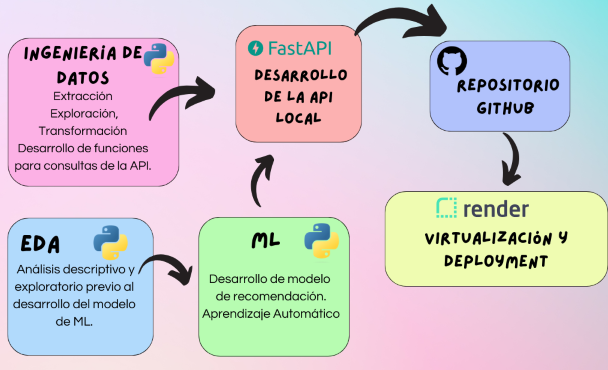 INGENIERÍA DE
DATOS
Extracción
Exploración,
Transformación
Desarrollo de funciones
para consultas de la API.
FastAPI
DESARROLLO
DE LA API
LOCAL
REPOSITORIO
GITHUB
EDA
Análisis descriptivo y
exploratorio previo al
desarrollo del modelo
de ML.
ML
Desarrollo de modelo
de recomendación.
Aprendizaje Automático
render
VIRTUALIZACIÓN Y
DEPLOYMENT